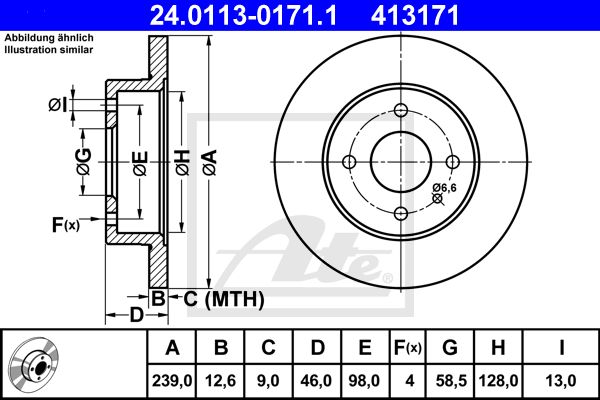 24.0113-0171.1 413171
Abbildung ähnlich
Illustration similar
ØI
ØG
ØE
ØH
ØA
F(x)
Ø6,6
B
C (MTH)
D
Ate
®
A B C D E F(x) G H I
239,0 12,6 9,0 46,0 98,0 4 58,5 128,0 13,0